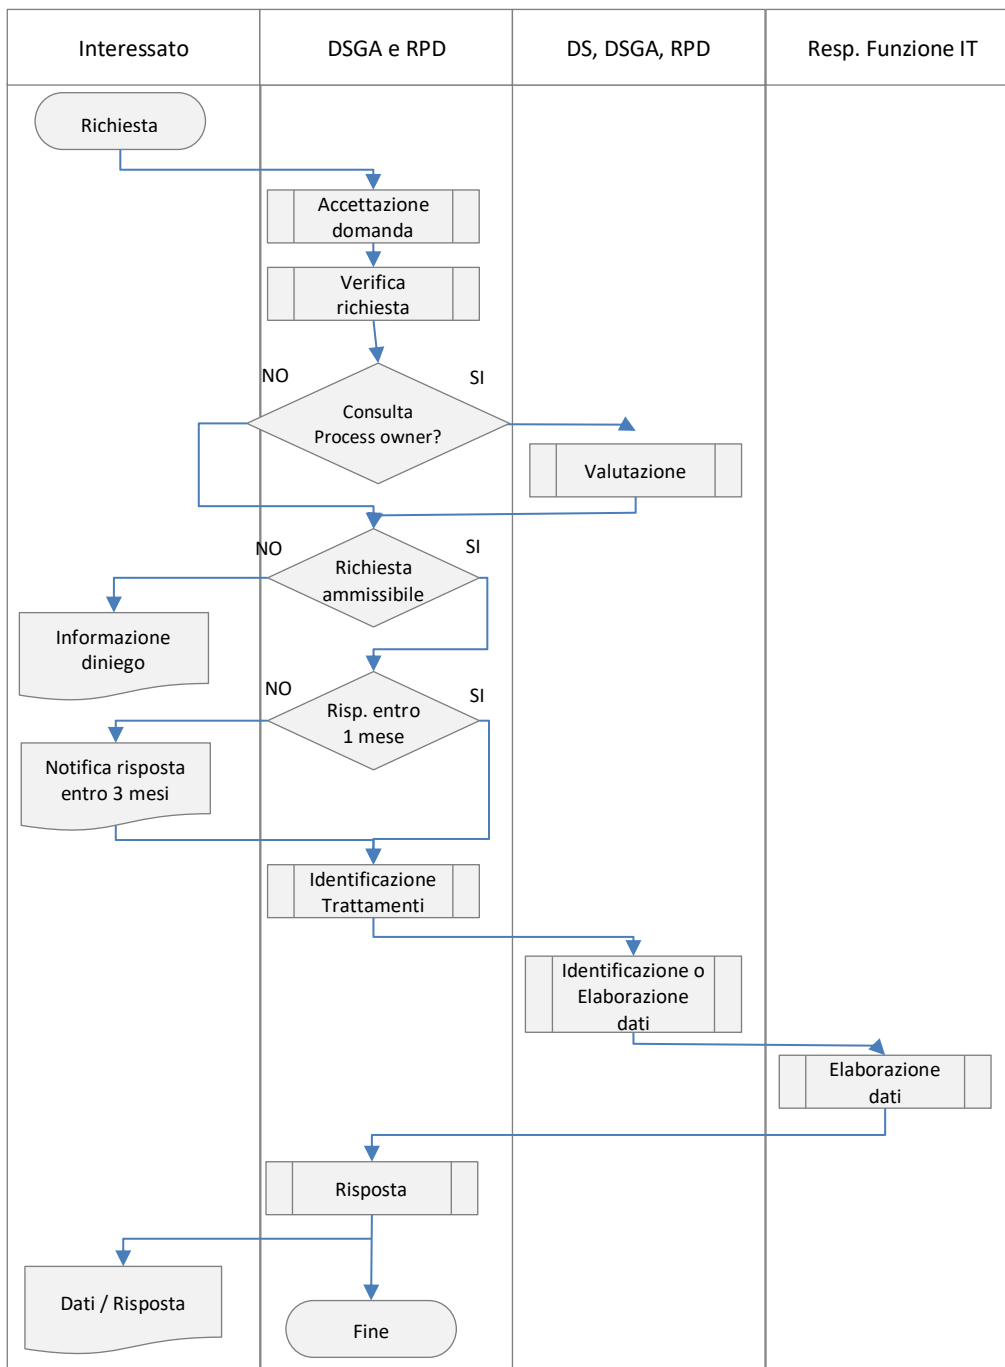 Interessato
DSGA e RPD
DS, DSGA, RPD
Resp. Funzione IT
Richiesta
Accettazione
domanda
Verifica
richiesta
NO
SI
Consulta
Process owner?
Valutazione
NO
SI
Richiesta
ammissibile
Informazione
diniego
NO
SI
Risp. entro
1 mese
Notifica risposta
entro 3 mesi
Identificazione
Trattamenti
Identificazione o
Elaborazione
dati
Elaborazione
dati
Risposta
Dati / Risposta
Fine